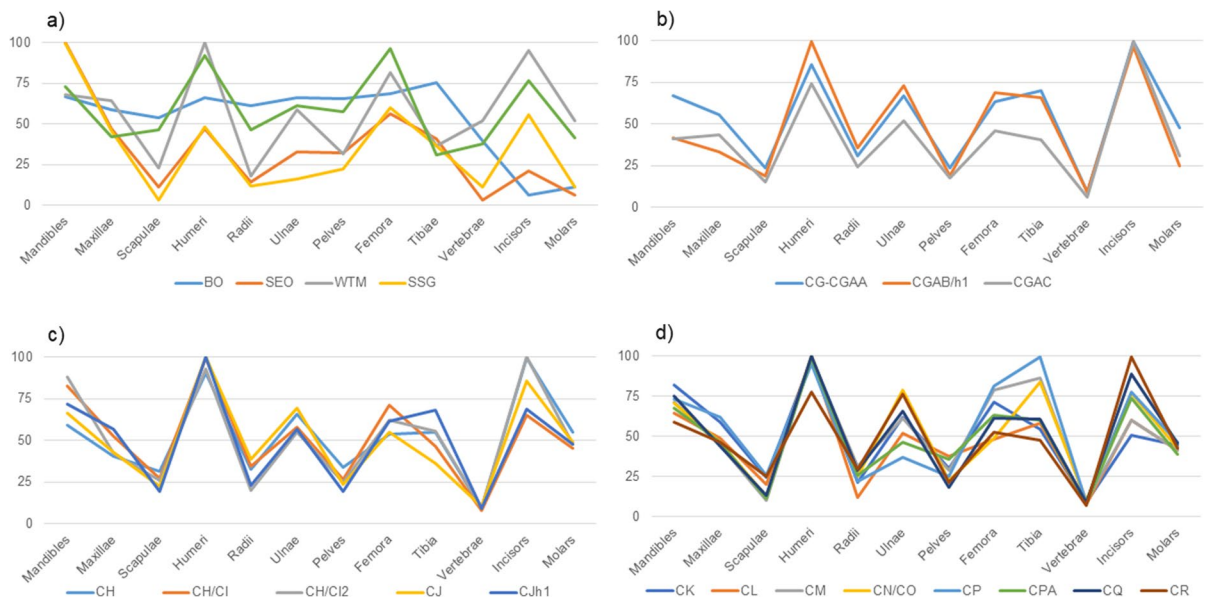 a)
100
75
50
25
0
Mandibles Maxillae Scapulae Humeri Radii Ulnae Pelves Femora Tibiae Vertebrae Incisors Molars
BO SEO WTM SSG
b)
100
75
50
25
0
Mandibles Maxillae Scapulae Humeri Radii Ulnae Pelves Femora Tibia Vertebrae Incisors Molars
CG-CGAA CGAB/h1 CGAC
c)
100
75
50
25
0
Mandibles Maxillae Scapulae Humeri Radii Ulnae Pelves Femora Tibia Vertebrae Incisors Molars
CH CH/CI CH/CI2 CJ CJh1
d)
100
75
50
25
0
Mandibles Maxillae Scapulae Humeri Radii Ulnae Pelves Femora Tibia Vertebrae Incisors Molars
CK CL CM CN/CO CP CPA CQ CR